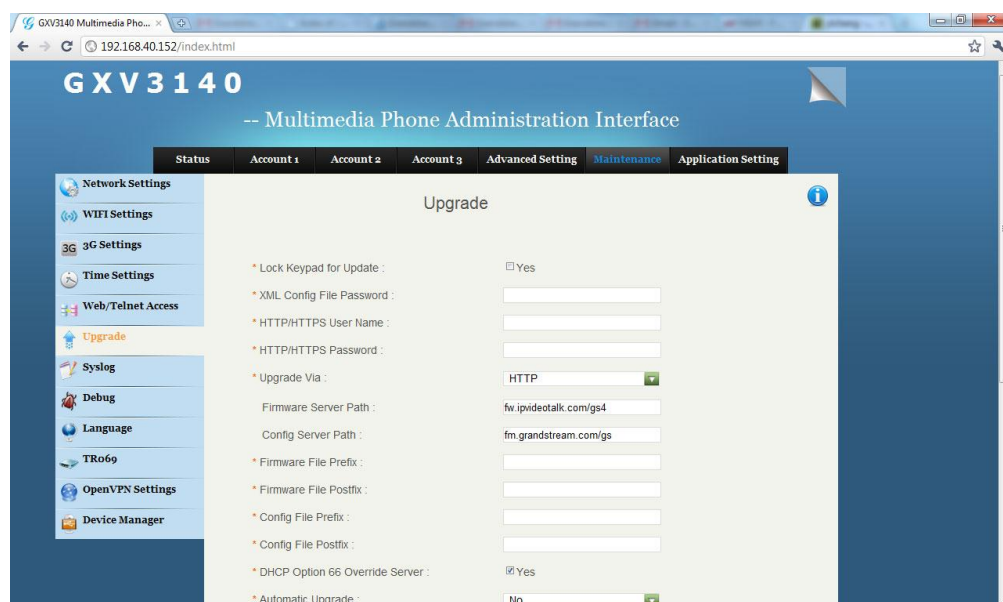 GXV3140 Multimedia Pho...
192.168.40.152/index.html
GXV3140
-- Multimedia Phone Administration Interface
Status Account 1 Account 2 Account 3 Advanced Setting Maintenance Application Setting
Network Settings
WIFI Settings
3G 3G Settings
Time Settings
Web/Telnet Access
Upgrade
Syslog
Debug
Language
TR069
OpenVPN Settings
Device Manager
Upgrade
* Lock Keypad for Update : Yes
* XML Config File Password :
* HTTP/HTTPS User Name :
* HTTP/HTTPS Password :
* Upgrade Via : HTTP
Firmware Server Path : fw.ipvideotalk.com/gs4
Config Server Path : fm.grandstream.com/gs
* Firmware File Prefix :
* Firmware File Postfix :
* Config File Prefix :
* Config File Postfix :
* DHCP Option 66 Override Server : Yes
* Automatic Upgrade : No